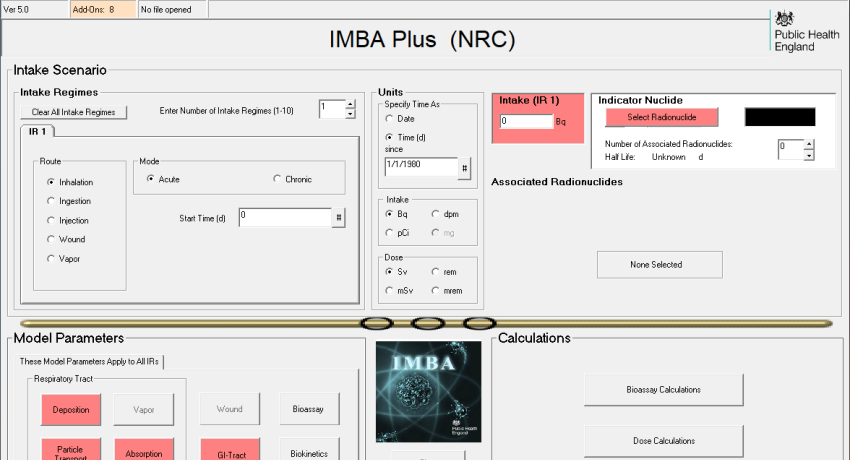 Ver 5.0 Add-Ons: 8 No file opened
IMBA Plus (NRC)
Public Health
England
Intake Scenario
Intake Regimes
Clear All Intake Regimes
Enter Number of Intake Regimes (1-10)
1
IR 1
Route
Inhalation
Ingestion
Injection
Wound
Vapor
Mode
Acute
Chronic
Start Time (d)
0
#
Units
Specify Time As
Date
Time (d)
since
1/1/1980
#
Intake
Bq
dpm
pCi
mg
Dose
Sv
rem
mSv
mrem
Intake (IR 1)
0
Bq
Indicator Nuclide
Select Radionuclide
Number of Associated Radionuclides:
0
Half Life: Unknown d
Associated Radionuclides
None Selected
Model Parameters
These Model Parameters Apply to All IRs
Respiratory Tract
Deposition
Vapor
Wound
Bioassay
Particle
Transport
Absorption
GI-Tract
Biokinetics
IMBA
Public Health
England
Calculations
Bioassay Calculations
Dose Calculations